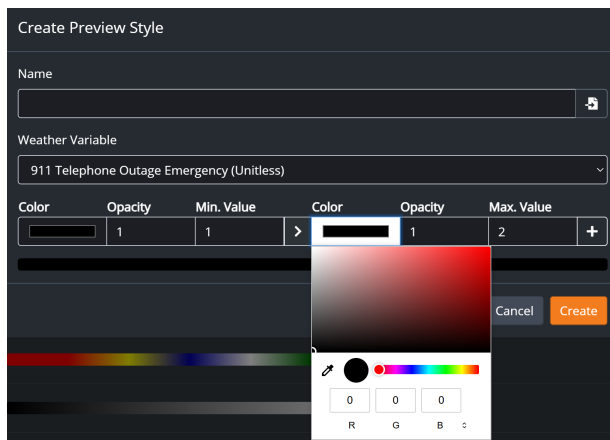 Create Preview Style
Name
Weather Variable
911 Telephone Outage Emergency (Unitless)
Color Opacity Min. Value Color Opacity Max. Value
1 1 1 2
Cancel Create
0 0 0
R G B